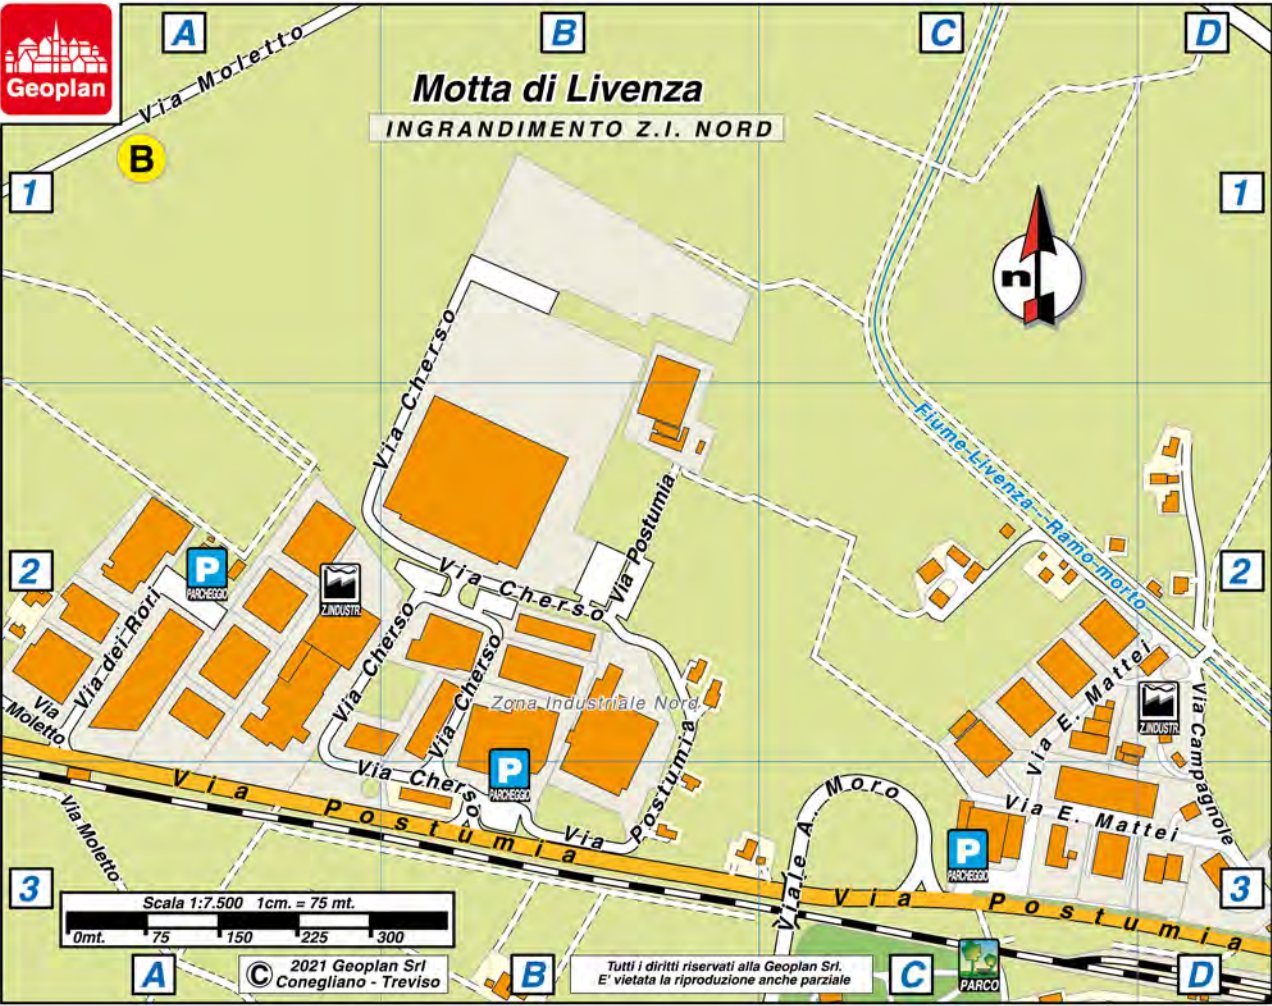 Geoplan
A
B
C
D
Via Moletto
Motta di Livenza
INGRANDIMENTO Z.I. NORD
B
1
1
n
Via Cherso
Fiume Livenza - Ramo morto
Via Postumia
2
2
P
PARCHEGGIO
Z.INDUSTR.
Via Cherso
Via dei Rori
Via Cherso
Via Cherso
Via E. Mattei
Zona Industriale Nord
Z.INDUSTR.
Via Campagnole
Via
Moletto
Via Cherso
P
PARCHEGGIO
Via Postumia
Via Postumia
Viale A. Moro
Via E. Mattei
P
PARCHEGGIO
Via Moletto
Via Postumia
3
3
Scala 1:7.500 1cm. = 75 mt.
0mt. 75 150 225 300
A
© 2021 Geoplan Srl
Conegliano - Treviso
B
Tutti i diritti riservati alla Geoplan Srl.
E' vietata la riproduzione anche parziale
C
PARCO
D